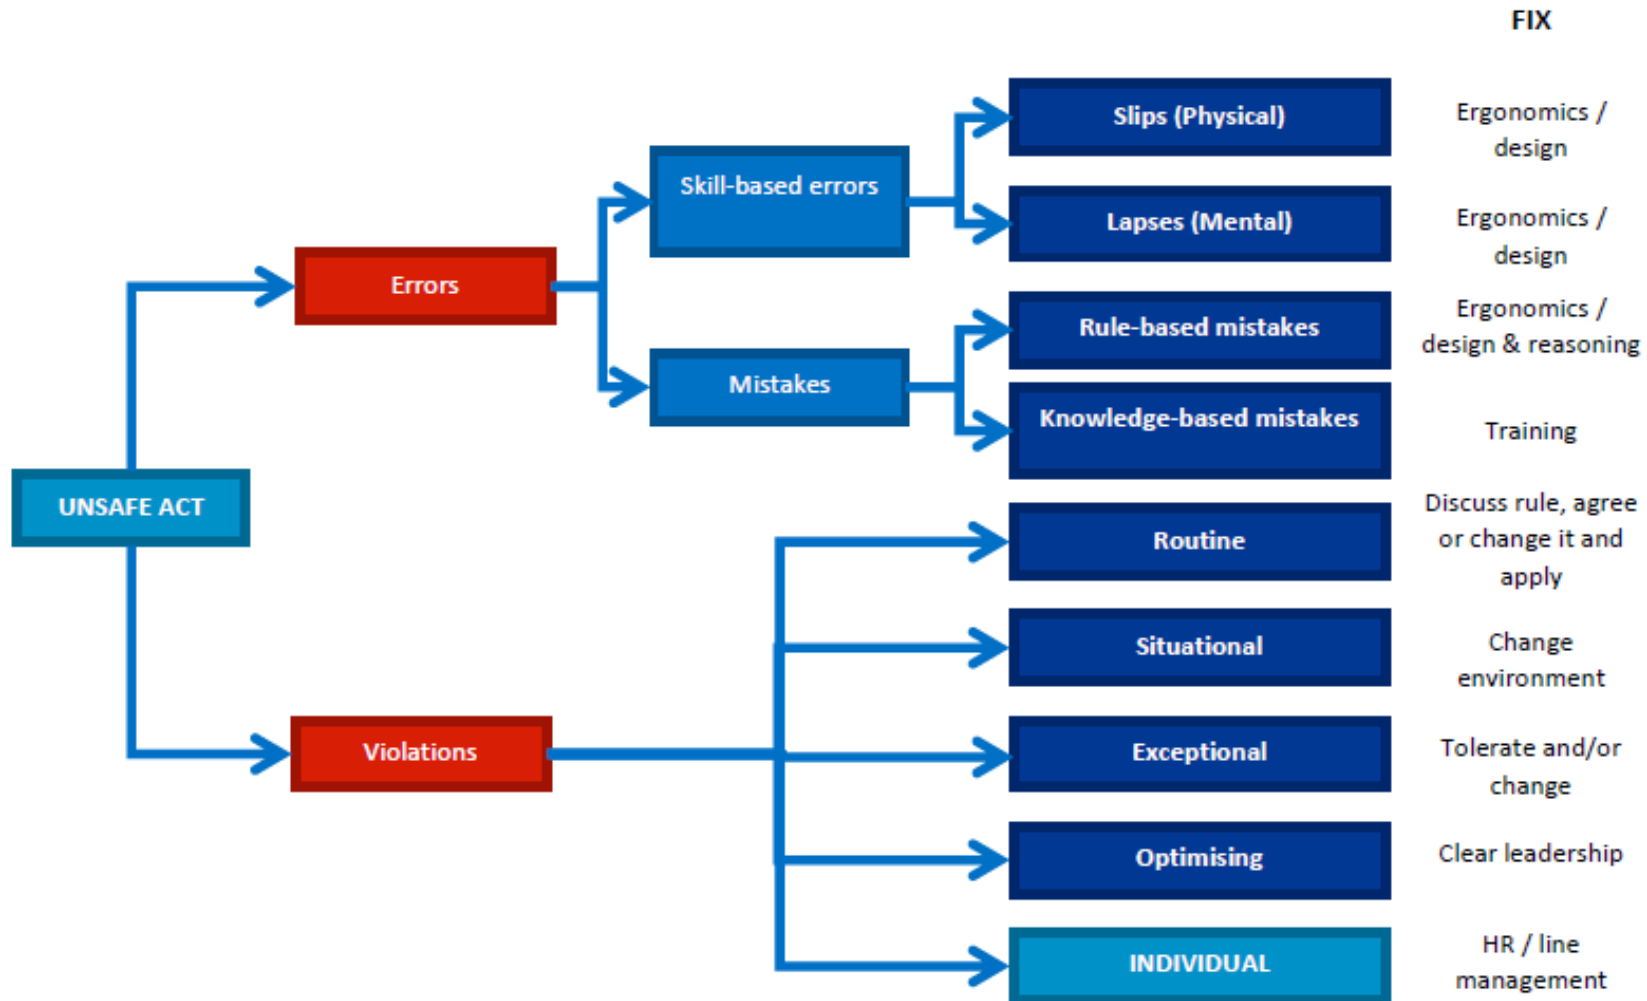 FIX
Slips (Physical)
Ergonomics /
design
Skill-based errors
Lapses (Mental)
Ergonomics /
design
Errors
Rule-based mistakes
Ergonomics /
design & reasoning
Mistakes
Knowledge-based mistakes
Training
UNSAFE ACT
Routine
Discuss rule, agree
or change it and
apply
Situational
Change
environment
Violations
Exceptional
Tolerate and/or
change
Optimising
Clear leadership
INDIVIDUAL
HR / line
management